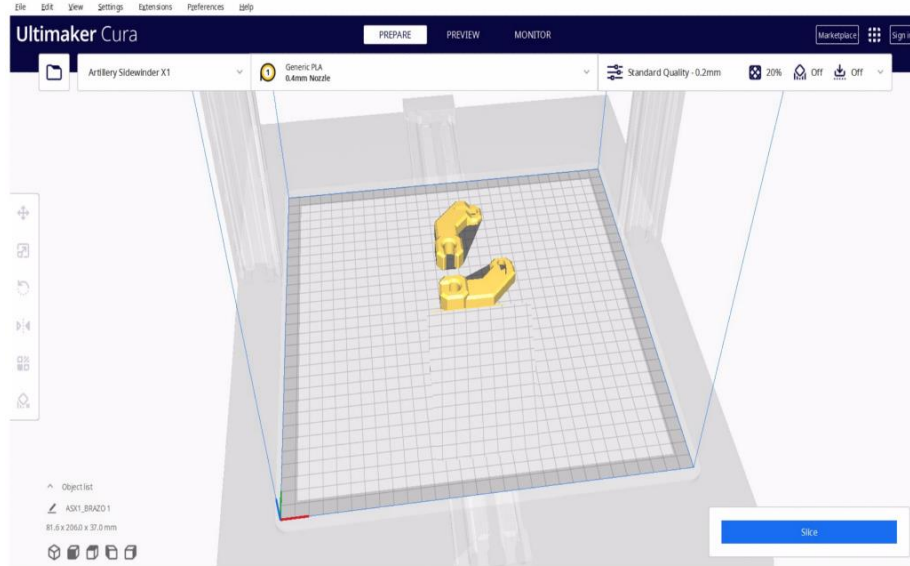 File Edit View Settings Extensions Preferences Help
Ultimaker Cura PREPARE PREVIEW MONITOR Marketplace Sign in
Artillery Sidewinder X1 1 Generic PLA Standard Quality - 0.2mm 20% Off Off
0.4mm Nozzle
Object list
ASX1_BRAZO 1
81.6 x 206.0 x 37.0 mm
Slice